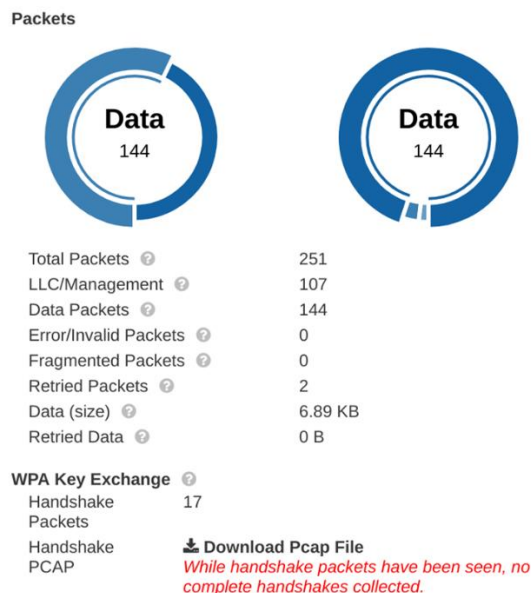 Packets
Data
144
Data
144
Total Packets ? 251
LLC/Management ? 107
Data Packets ? 144
Error/Invalid Packets ? 0
Fragmented Packets ? 0
Retried Packets ? 2
Data (size) ? 6.89 KB
Retried Data ? 0 B
WPA Key Exchange ?
Handshake 17
Packets
Handshake Download Pcap File
PCAP While handshake packets have been seen, no
complete handshakes collected.